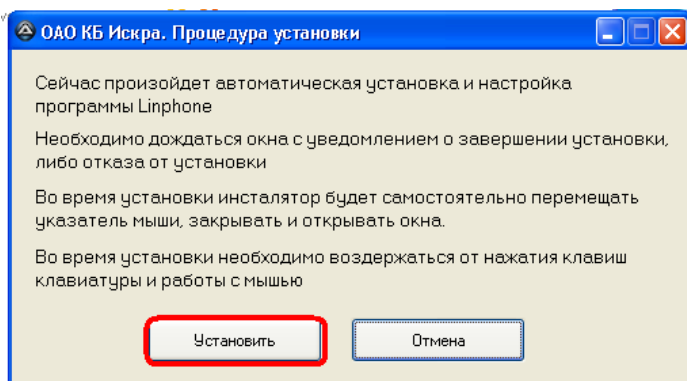 ОАО КБ Искра. Процедура установки
Сейчас произойдет автоматическая установка и настройка
программы Linphone
Необходимо дождаться окна с уведомлением о завершении установки,
либо отказа от установки
Во время установки инсталятор будет самостоятельно перемещать
указатель мыши, закрывать и открывать окна.
Во время установки необходимо воздержаться от нажатия клавиш
клавиатуры и работы с мышью
Установить
Отмена